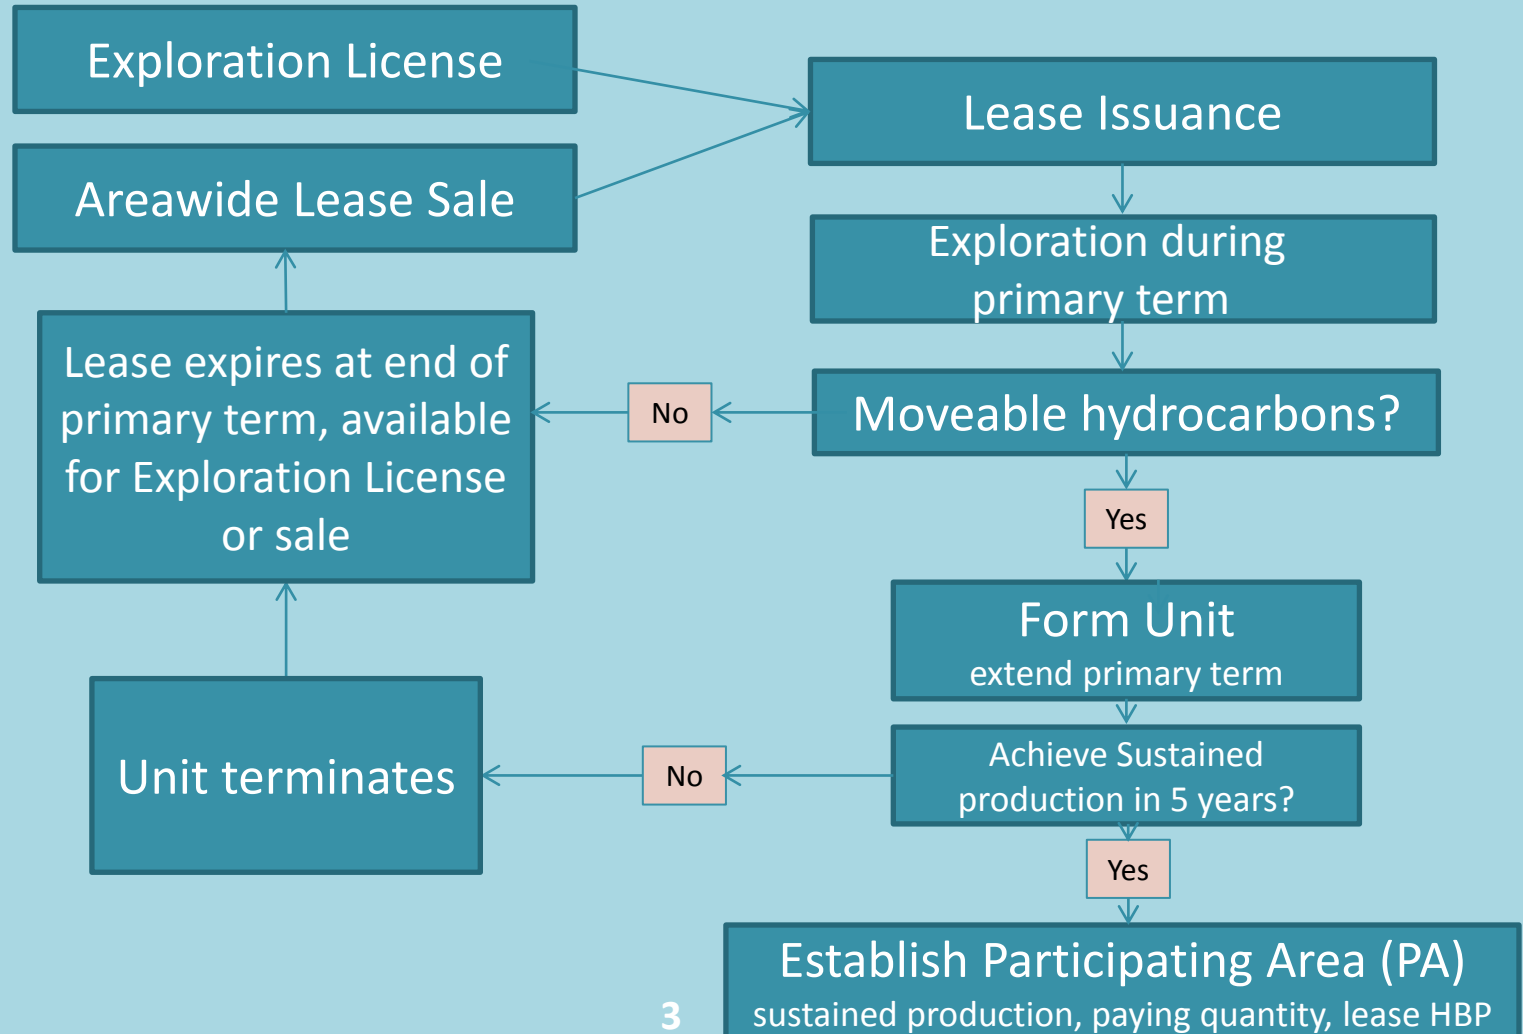 Exploration License
Lease Issuance
Areawide Lease Sale
Exploration during
primary term
Lease expires at end of
primary term, available
for Exploration License
or sale
No
Moveable hydrocarbons?
Yes
Form Unit
extend primary term
Unit terminates
No
Achieve Sustained
production in 5 years?
Yes
Establish Participating Area (PA)
sustained production, paying quantity, lease HBP
3